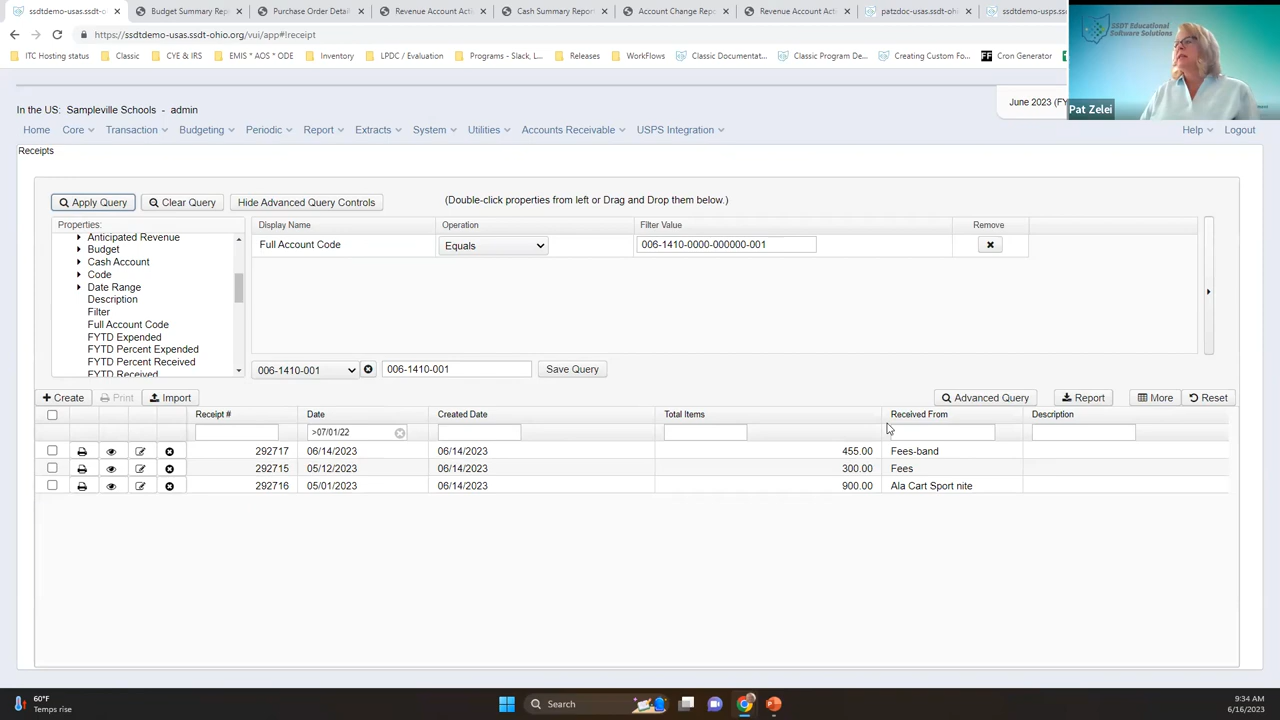 ssdtdemo-usas.ssdt- × Budget Summary Rep × Purchase Order Detai × Revenue Account Acti × Cash Summary Report × Account Change Rep × Revenue Account Acti × patzdoc-usas.ssdt-oh × ssdtdemo-usps.ssdt
https://ssdtdemo-usas.ssdt-ohio.org/vui/app#!receipt
ITC Hosting status Classic CYE & IRS EMIS * AOS * ODE Inventory LPDC / Evaluation Programs - Slack, L... Releases WorkFlows Classic Documentat... Classic Program De... Creating Custom Fo... FF Cron Generator
SSDT Educational
Software Solutions
Pat Zelei
In the US: Sampleville Schools - admin
June 2023 (FY
Home Core Transaction Budgeting Periodic Report Extracts System Utilities Accounts Receivable USPS Integration Help Logout
Receipts
Apply Query Clear Query Hide Advanced Query Controls (Double-click properties from left or Drag and Drop them below.)
Properties: Display Name Operation Filter Value Remove
Anticipated Revenue
Full Account Code Equals 006-1410-0000-000000-001
Budget
Cash Account
Code
Date Range
Description
Filter
Full Account Code
FYTD Expended
FYTD Percent Expended
FYTD Percent Received
FYTD Received
006-1410-001 006-1410-001 Save Query
Create Print Import Advanced Query Report More Reset
Receipt # Date Created Date Total Items Received From Description
>07/01/22
292717 06/14/2023 06/14/2023 455.00 Fees-band
292715 05/12/2023 06/14/2023 300.00 Fees
292716 05/01/2023 06/14/2023 900.00 Ala Cart Sport nite
60°F
Temps rise
Search
9:34 AM
6/16/2023